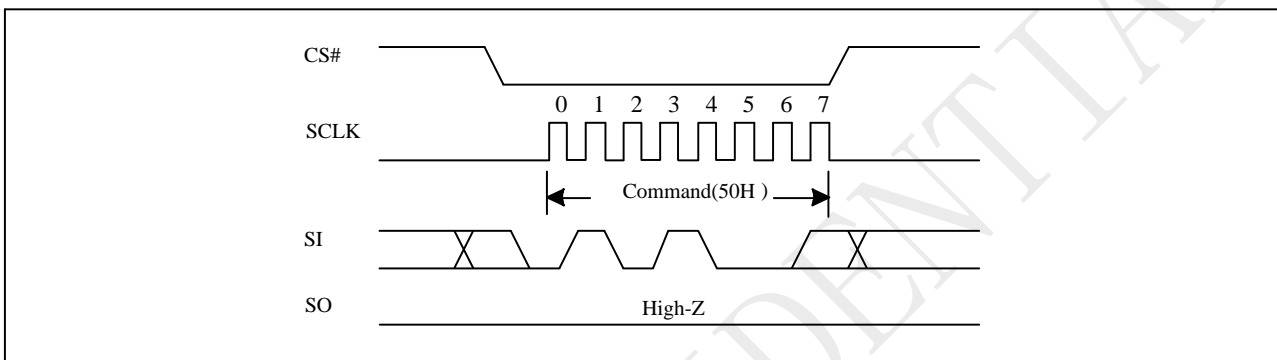 CS#
0 1 2 3 4 5 6 7
SCLK
Command(50H )
SI
SO High-Z